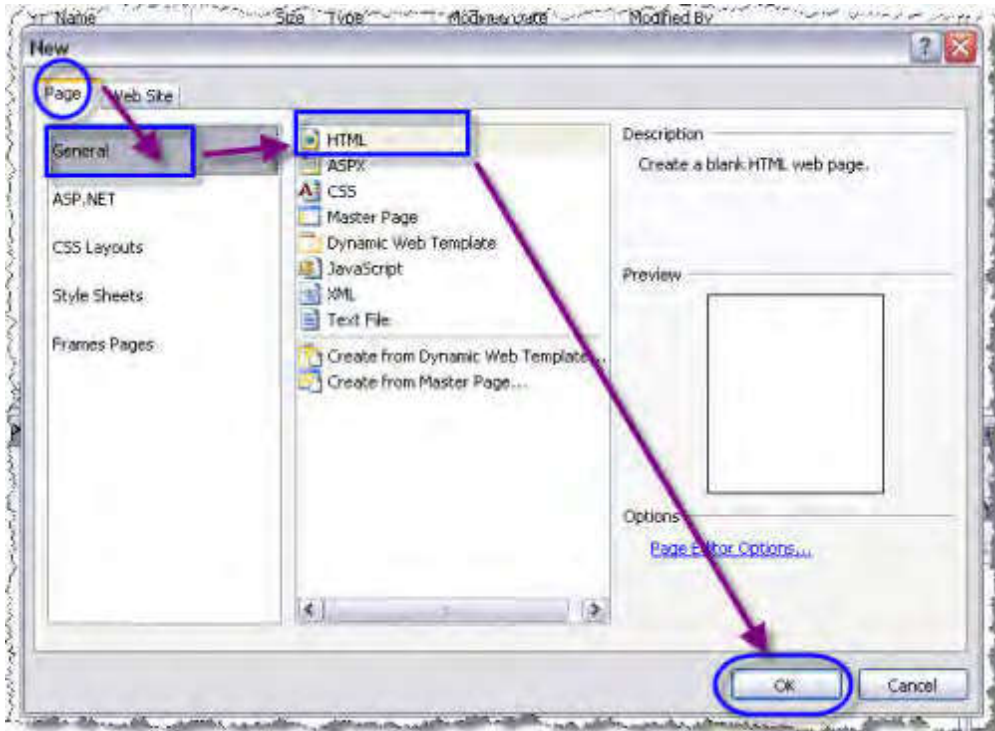 Name Size Type Modified Date Modified By
New
Page Web Site
General
ASP.NET
CSS Layouts
Style Sheets
Frames Pages
HTML
ASPX
CSS
Master Page
Dynamic Web Template
JavaScript
XML
Text File
Create from Dynamic Web Template...
Create from Master Page...
Description
Create a blank HTML web page.
Preview
Options
Page Editor Options...
OK Cancel